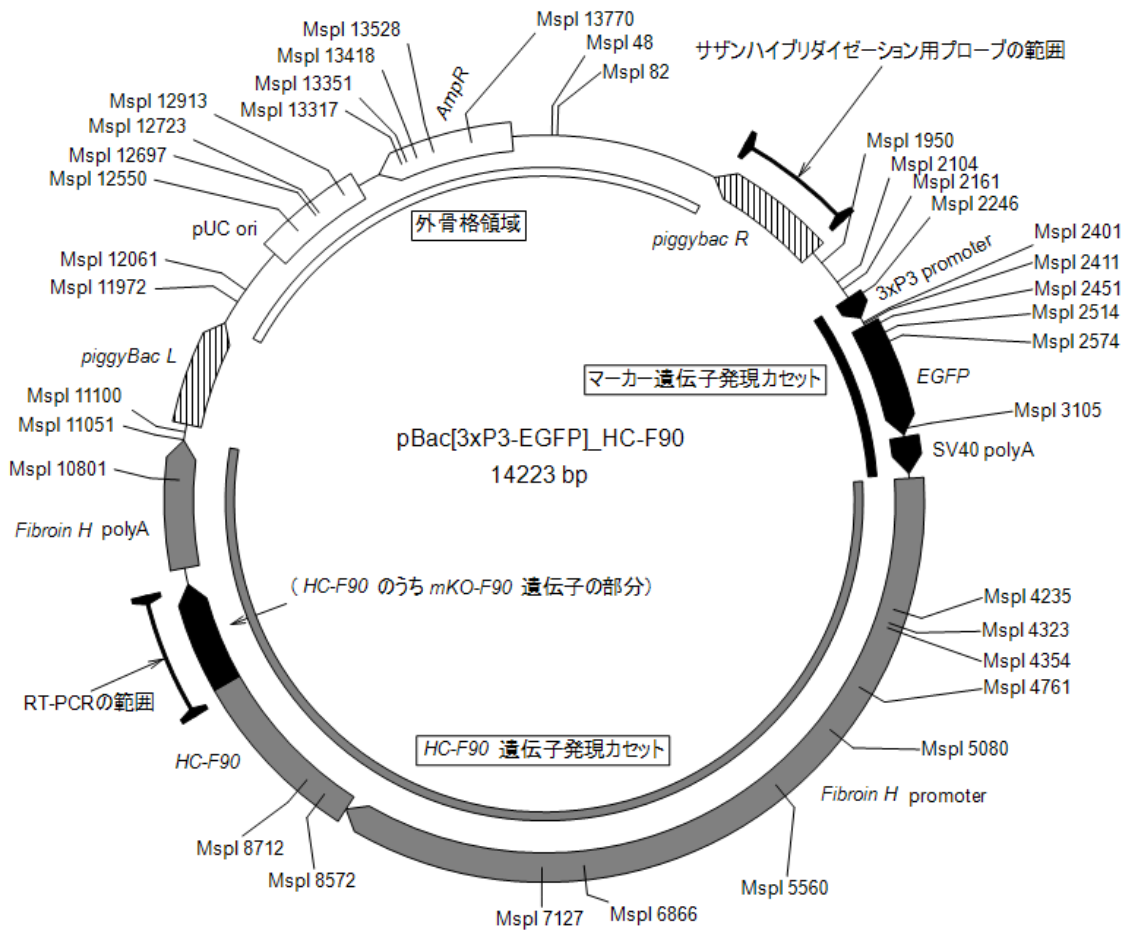 MspI 13770
MspI 13528
MspI 13418
MspI 13351
MspI 13317
MspI 12913
MspI 12723
MspI 12697
MspI 12550
AmpR
MspI 48
MspI 82
サザンハイブリダイゼーション用プローブの範囲
MspI 1950
MspI 2104
MspI 2161
MspI 2246
MspI 2401
MspI 2411
MspI 2451
MspI 2514
MspI 2574
3xP3 promoter
EGFP
MspI 3105
SV40 polyA
pUC ori
外骨格領域
piggybac R
MspI 12061
MspI 11972
piggyBac L
マーカー遺伝子発現カセット
MspI 11100
MspI 11051
MspI 10801
pBac[3xP3-EGFP]_HC-F90
14223 bp
Fibroin H polyA
(HC-F90 のうち mKO-F90 遺伝子の部分)
RT-PCRの範囲
MspI 4235
MspI 4323
MspI 4354
MspI 4761
MspI 5080
HC-F90 遺伝子発現カセット
HC-F90
Fibroin H promoter
MspI 8712
MspI 8572
MspI 7127
MspI 6866
MspI 5560